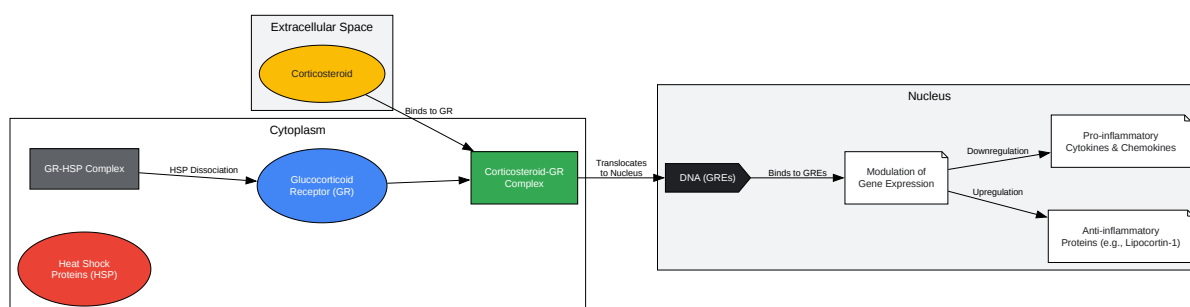 Extracellular Space
Corticosteroid
Binds to GR
Cytoplasm
GR-HSP Complex
HSP Dissociation
Glucocorticoid
Receptor (GR)
Corticosteroid-GR
Complex
Heat Shock
Proteins (HSP)
Translocates
to Nucleus
Nucleus
DNA (GREs)
Binds to GREs
Modulation of
Gene Expression
Downregulation
Pro-inflammatory
Cytokines & Chemokines
Upregulation
Anti-inflammatory
Proteins (e.g., Lipocortin-1)